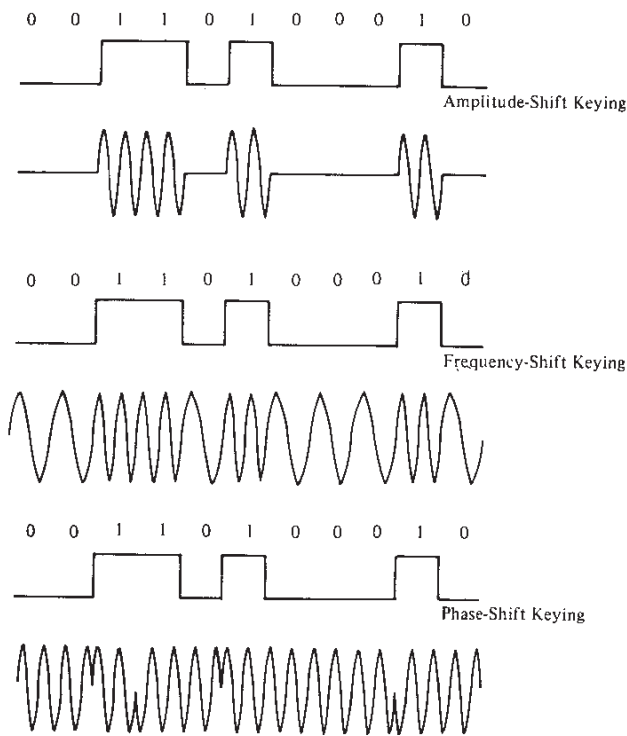 0 0 1 1 0 1 0 0 0 1 0
Amplitude-Shift Keying
0 0 1 1 0 1 0 0 0 1 0
Frequency-Shift Keying
0 0 1 1 0 1 0 0 0 1 0
Phase-Shift Keying